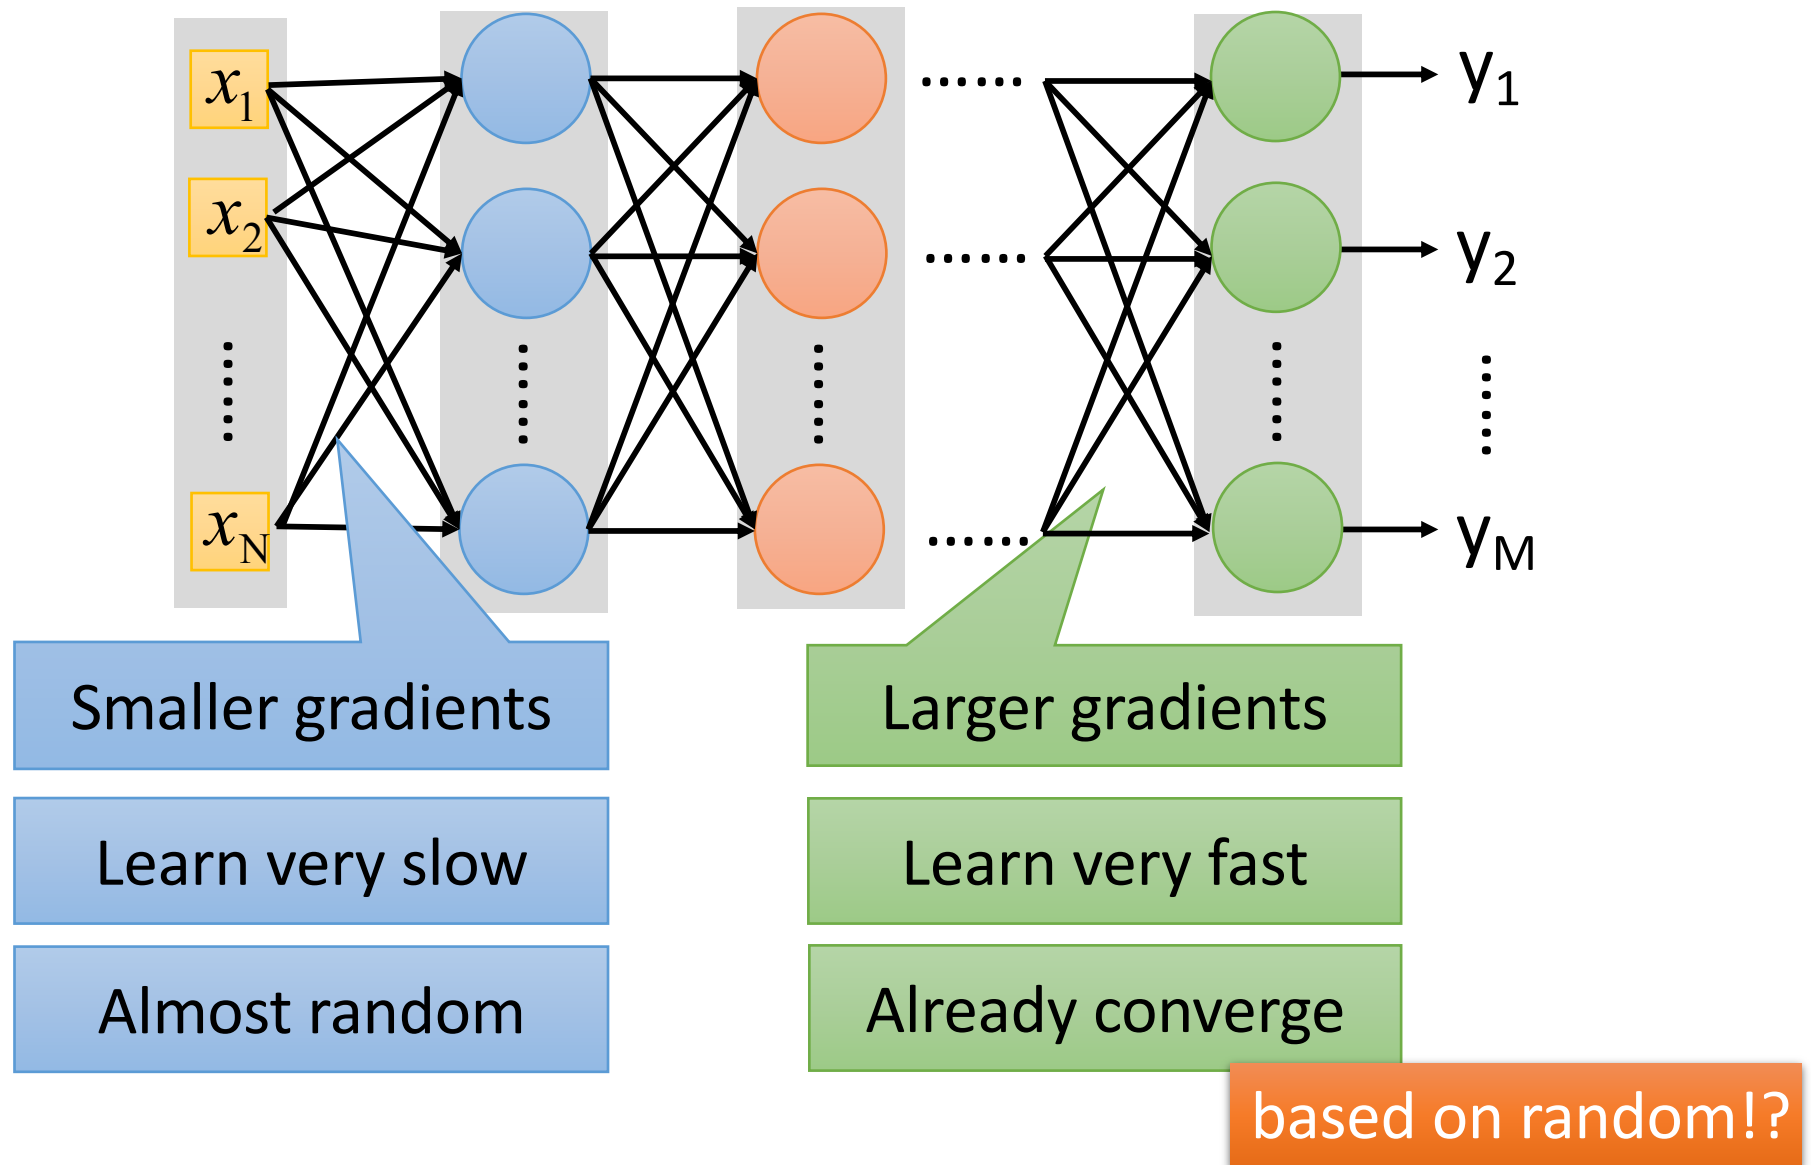 x1
x2
xN
……
……
……
y1
y2
yM
Smaller gradients
Larger gradients
Learn very slow
Learn very fast
Almost random
Already converge
based on random!?